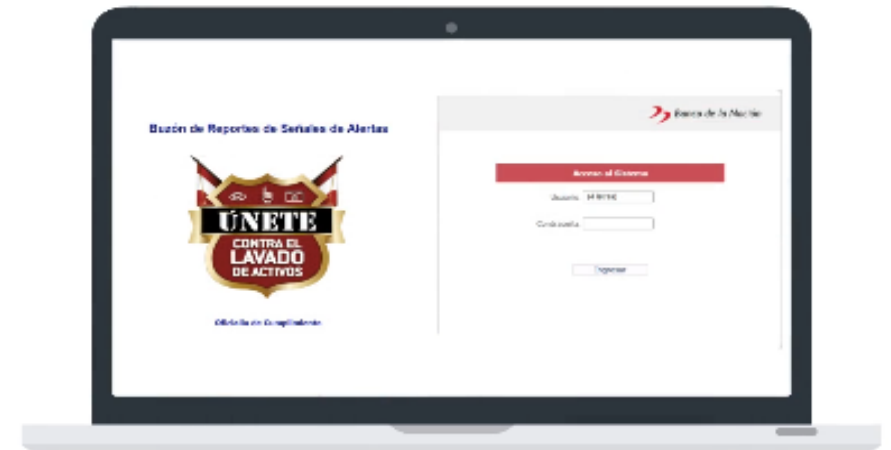 Buzón de Reportes de Señales de Alertas
ÚNETE
CONTRA EL
LAVADO
DE ACTIVOS
Oficialía de Cumplimiento
Banco de la Nación
Acceso al Sistema
Usuario
Contraseña
Ingresar